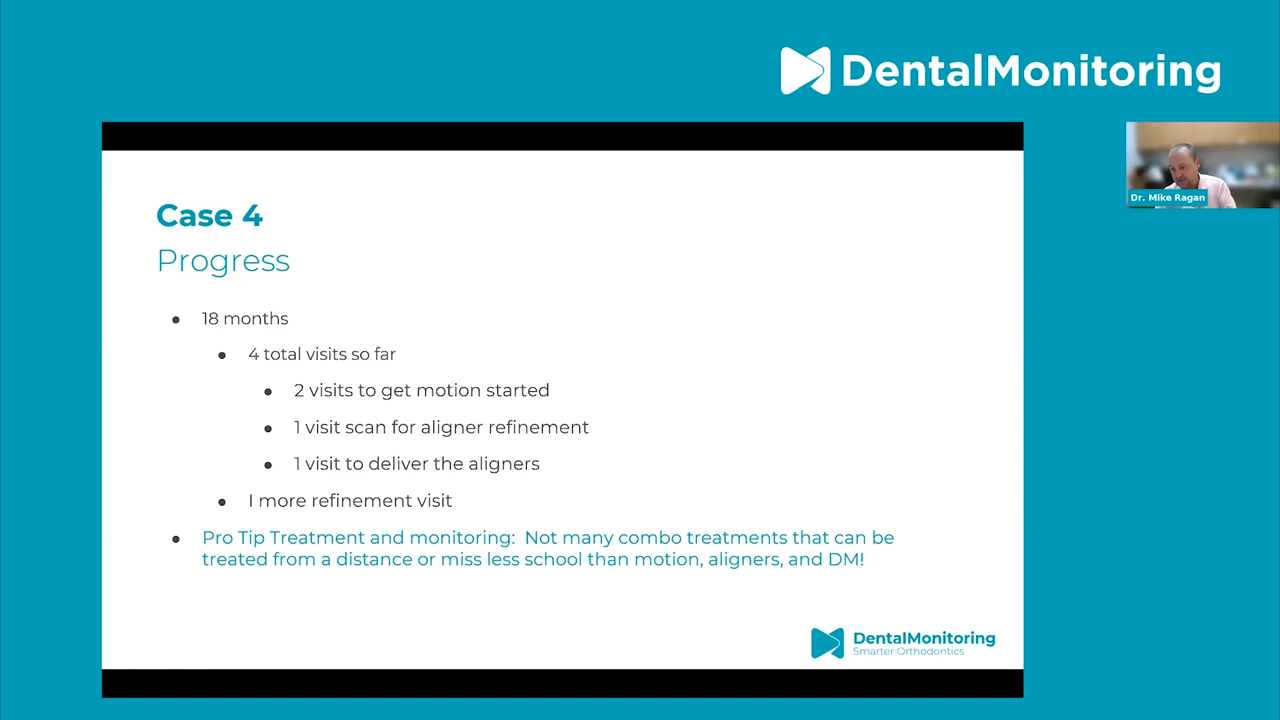 DentalMonitoring
Dr. Mike Ragan
Case 4
Progress
18 months
4 total visits so far
2 visits to get motion started
1 visit scan for aligner refinement
1 visit to deliver the aligners
1 more refinement visit
Pro Tip Treatment and monitoring: Not many combo treatments that can be
treated from a distance or miss less school than motion, aligners, and DM!
DentalMonitoring
Smarter Orthodontics